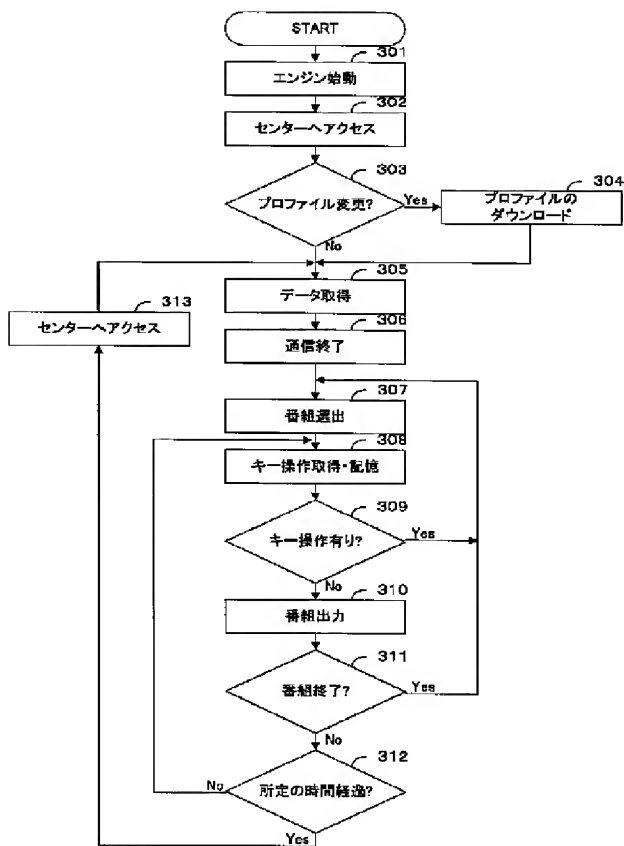 START
301
エンジン始動
302
センターへアクセス
303
プロファイル変更?
Yes
304
プロファイルの
ダウンロード
No
305
データ取得
313
センターへアクセス
306
通信終了
307
番組選出
308
キー操作取得・記憶
309
キー操作有り?
Yes
No
310
番組出力
311
番組終了?
Yes
No
312
所定の時間経過?
No
Yes